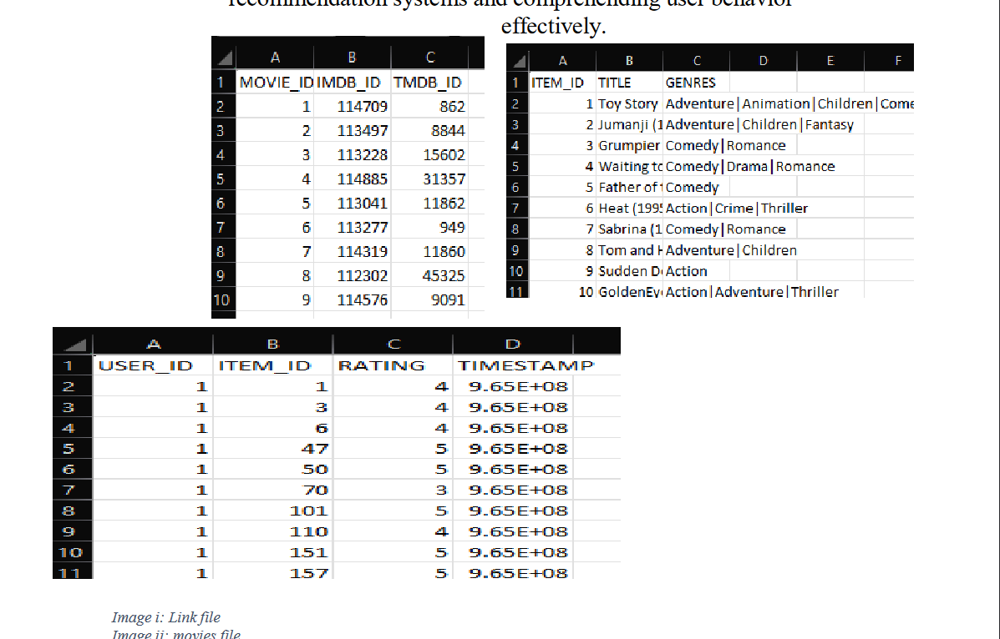 recommendation systems and comprehending user behavior
effectively.
A B C
1 MOVIE_ID IMDB_ID TMDB_ID
2 1 114709 862
3 2 113497 8844
4 3 113228 15602
5 4 114885 31357
6 5 113041 11862
7 6 113277 949
8 7 114319 11860
9 8 112302 45325
10 9 114576 9091
A B C D E F
1 ITEM_ID TITLE GENRES
2 1 Toy Story Adventure|Animation|Children|Come
3 2 Jumanji (1 Adventure|Children|Fantasy
4 3 Grumpier Comedy|Romance
5 4 Waiting to Comedy|Drama|Romance
6 5 Father of Comedy
7 6 Heat (1995 Action|Crime|Thriller
8 7 Sabrina (1 Comedy|Romance
9 8 Tom and H Adventure|Children
10 9 Sudden D Action
11 10 GoldenEy Action|Adventure|Thriller
A B C D
1 USER_ID ITEM_ID RATING TIMESTAMP
2 1 1 4 9.65E+08
3 1 3 4 9.65E+08
4 1 6 4 9.65E+08
5 1 47 5 9.65E+08
6 1 50 5 9.65E+08
7 1 70 3 9.65E+08
8 1 101 5 9.65E+08
9 1 110 4 9.65E+08
10 1 151 5 9.65E+08
11 1 157 5 9.65E+08
Image i: Link file
Image ii: movies file